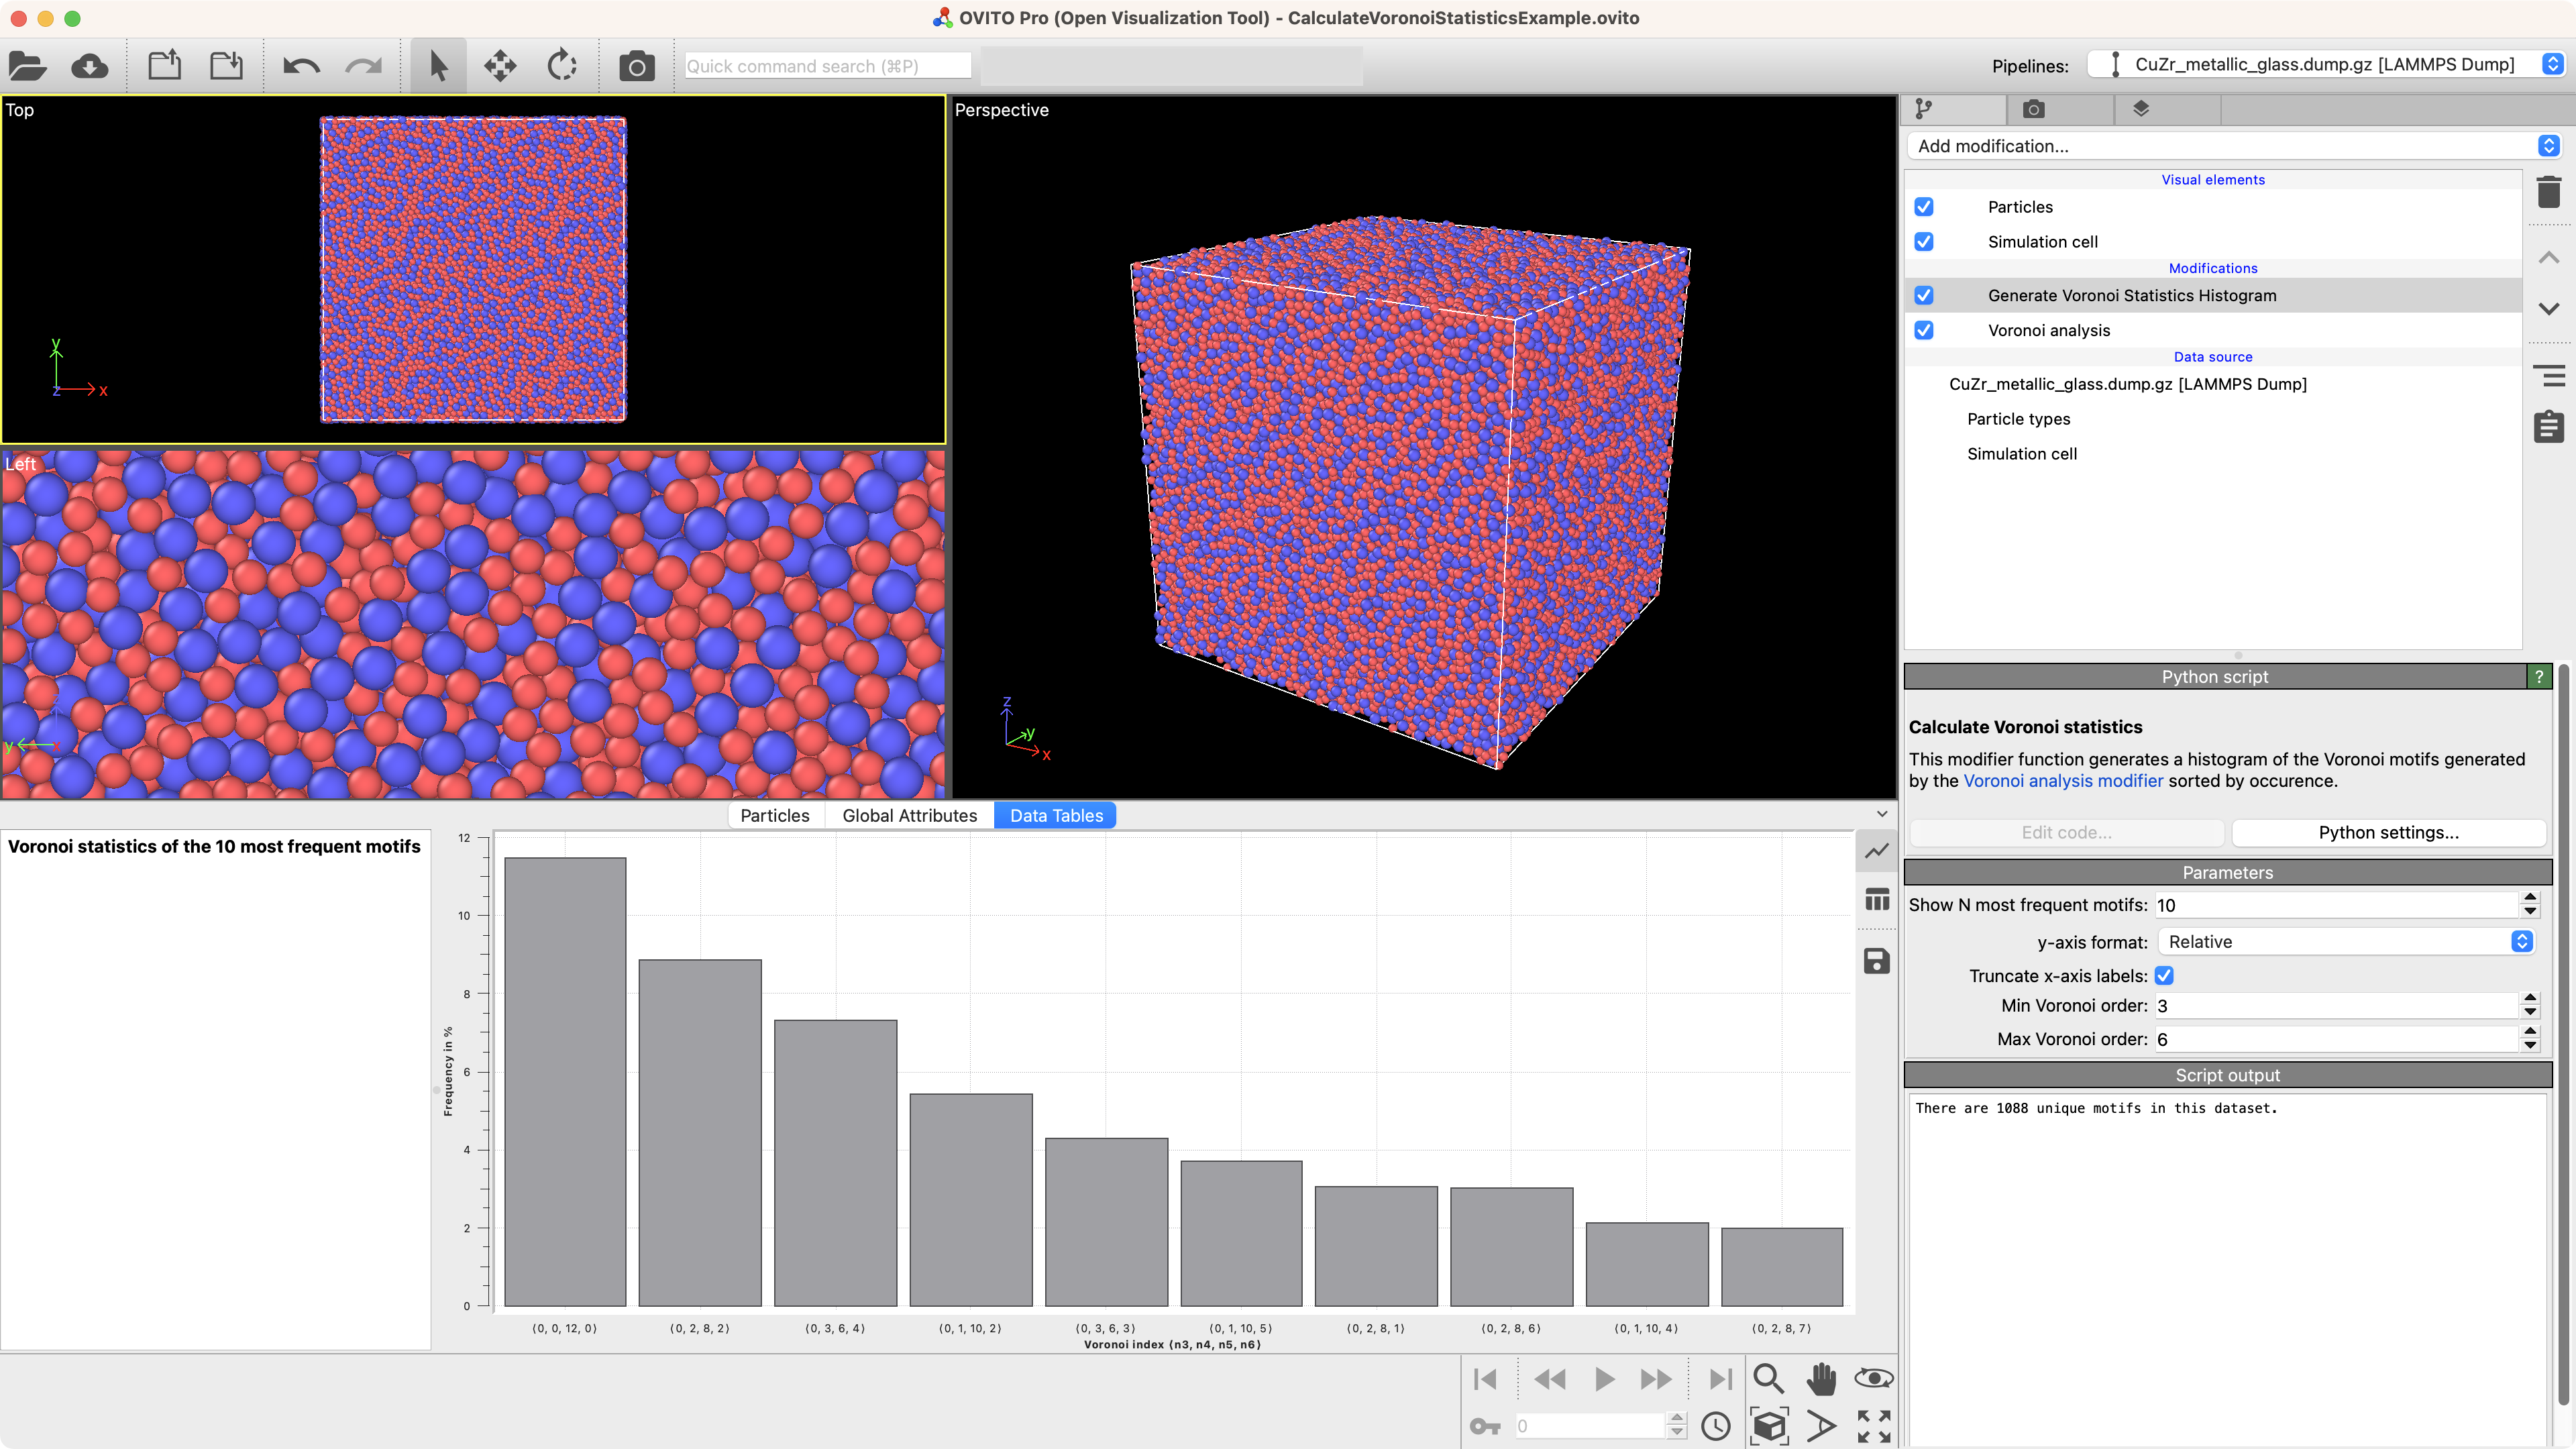 OVITO Pro (Open Visualization Tool) - CalculateVoronoiStatisticsExample.ovito
Quick command search (⌘P)
Pipelines:
CuZr_metallic_glass.dump.gz [LAMMPS Dump]
Top
y
z
x
Left
y
x
Perspective
z
y
x
Add modification...
Visual elements
Particles
Simulation cell
Modifications
Generate Voronoi Statistics Histogram
Voronoi analysis
Data source
CuZr_metallic_glass.dump.gz [LAMMPS Dump]
Particle types
Simulation cell
Python script
?
Calculate Voronoi statistics
This modifier function generates a histogram of the Voronoi motifs generated
by the Voronoi analysis modifier sorted by occurence.
Edit code...
Python settings...
Parameters
Show N most frequent motifs: 10
y-axis format: Relative
Truncate x-axis labels:
Min Voronoi order: 3
Max Voronoi order: 6
Script output
There are 1088 unique motifs in this dataset.
Particles
Global Attributes
Data Tables
Voronoi statistics of the 10 most frequent motifs
12
10
8
6
4
2
0
Frequency in %
⟨0, 0, 12, 0⟩
⟨0, 2, 8, 2⟩
⟨0, 3, 6, 4⟩
⟨0, 1, 10, 2⟩
⟨0, 3, 6, 3⟩
⟨0, 1, 10, 5⟩
⟨0, 2, 8, 1⟩
⟨0, 2, 8, 6⟩
⟨0, 1, 10, 4⟩
⟨0, 2, 8, 7⟩
Voronoi index ⟨n3, n4, n5, n6⟩
0